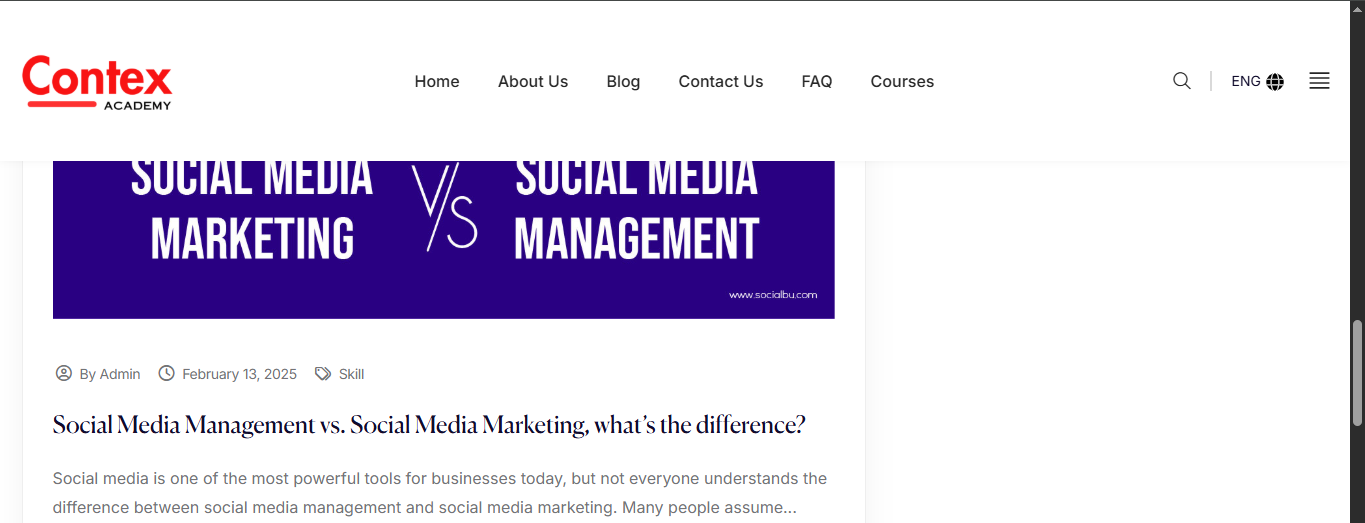 Contex
ACADEMY
Home About Us Blog Contact Us FAQ Courses
ENG
SOCIAL MEDIA VS SOCIAL MEDIA
MARKETING MANAGEMENT
www.socialbu.com
By Admin February 13, 2025 Skill
Social Media Management vs. Social Media Marketing, what’s the difference?
Social media is one of the most powerful tools for businesses today, but not everyone understands the
difference between social media management and social media marketing. Many people assume...